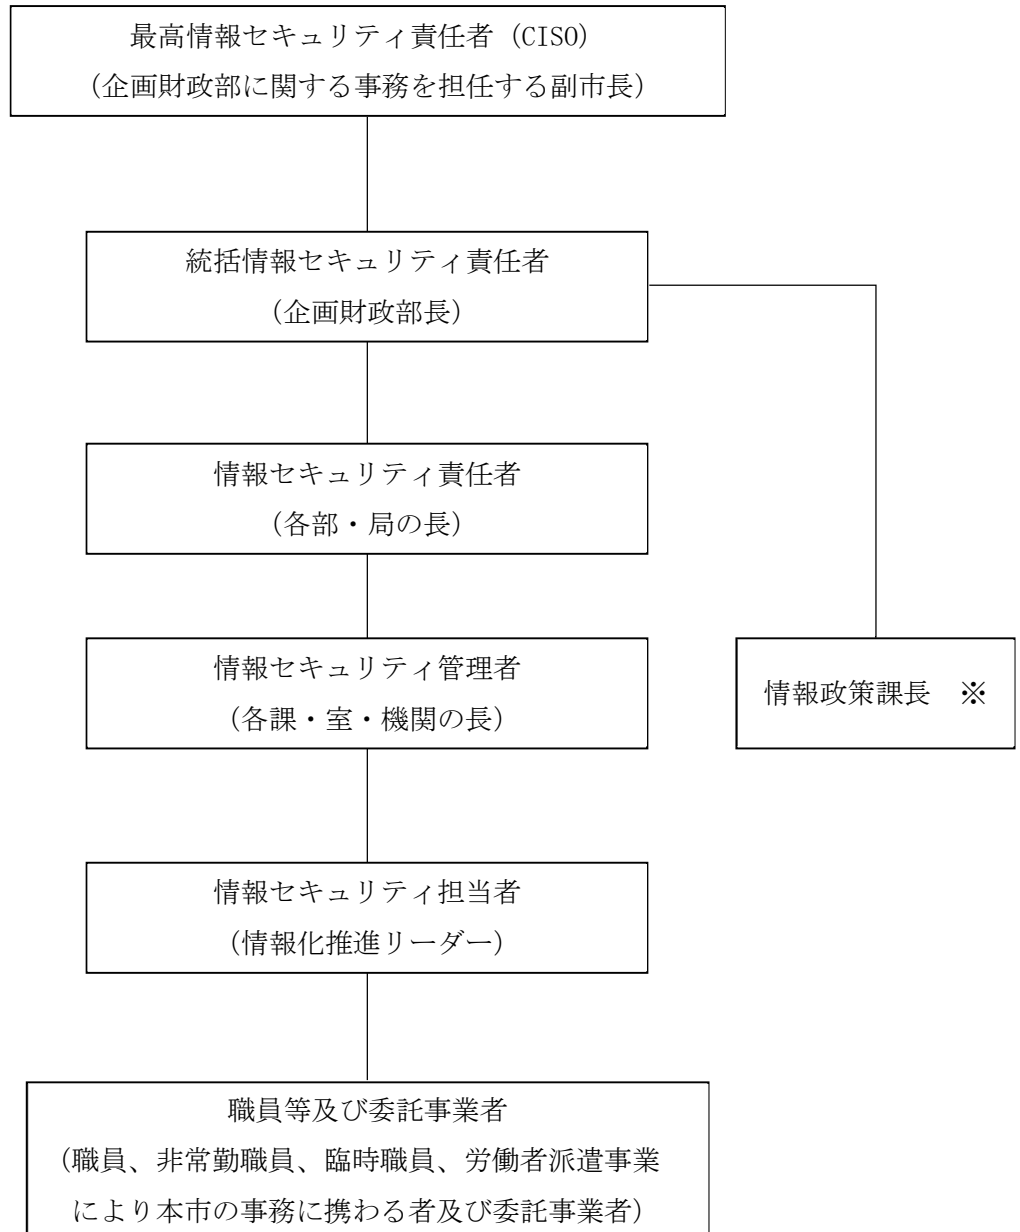 最高情報セキュリティ責任者（CISO）
（企画財政部に関する事務を担任する副市長）
統括情報セキュリティ責任者
（企画財政部長）
情報セキュリティ責任者
（各部・局の長）
情報セキュリティ管理者
（各課・室・機関の長）
情報政策課長　※
情報セキュリティ担当者
（情報化推進リーダー）
職員等及び委託事業者
（職員、非常勤職員、臨時職員、労働者派遣事業
により本市の事務に携わる者及び委託事業者）